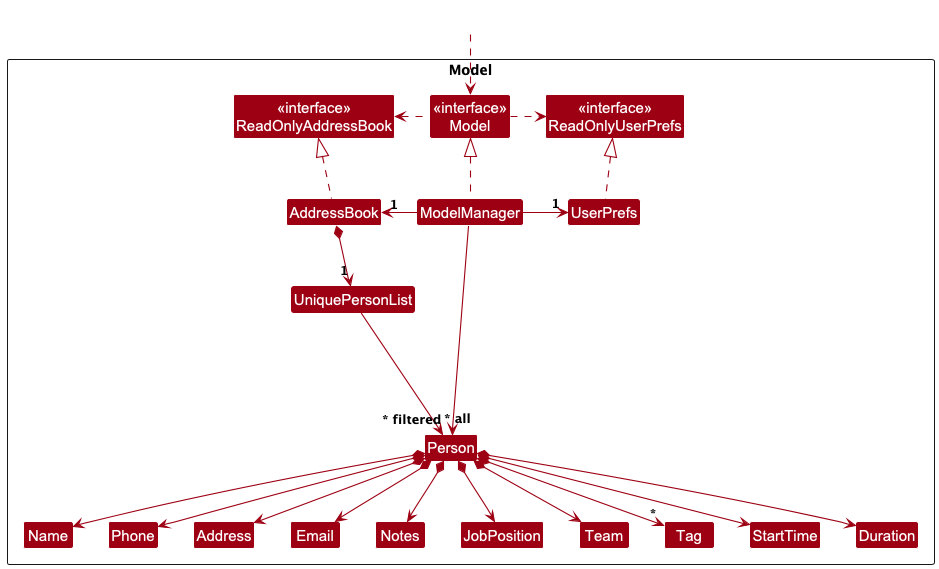 Model
«interface»
ReadOnlyAddressBook
«interface»
Model
«interface»
ReadOnlyUserPrefs
AddressBook
1
ModelManager
1
UserPrefs
1
UniquePersonList
* filtered
* all
Person
*
Name
Phone
Address
Email
Notes
JobPosition
Team
Tag
StartTime
Duration